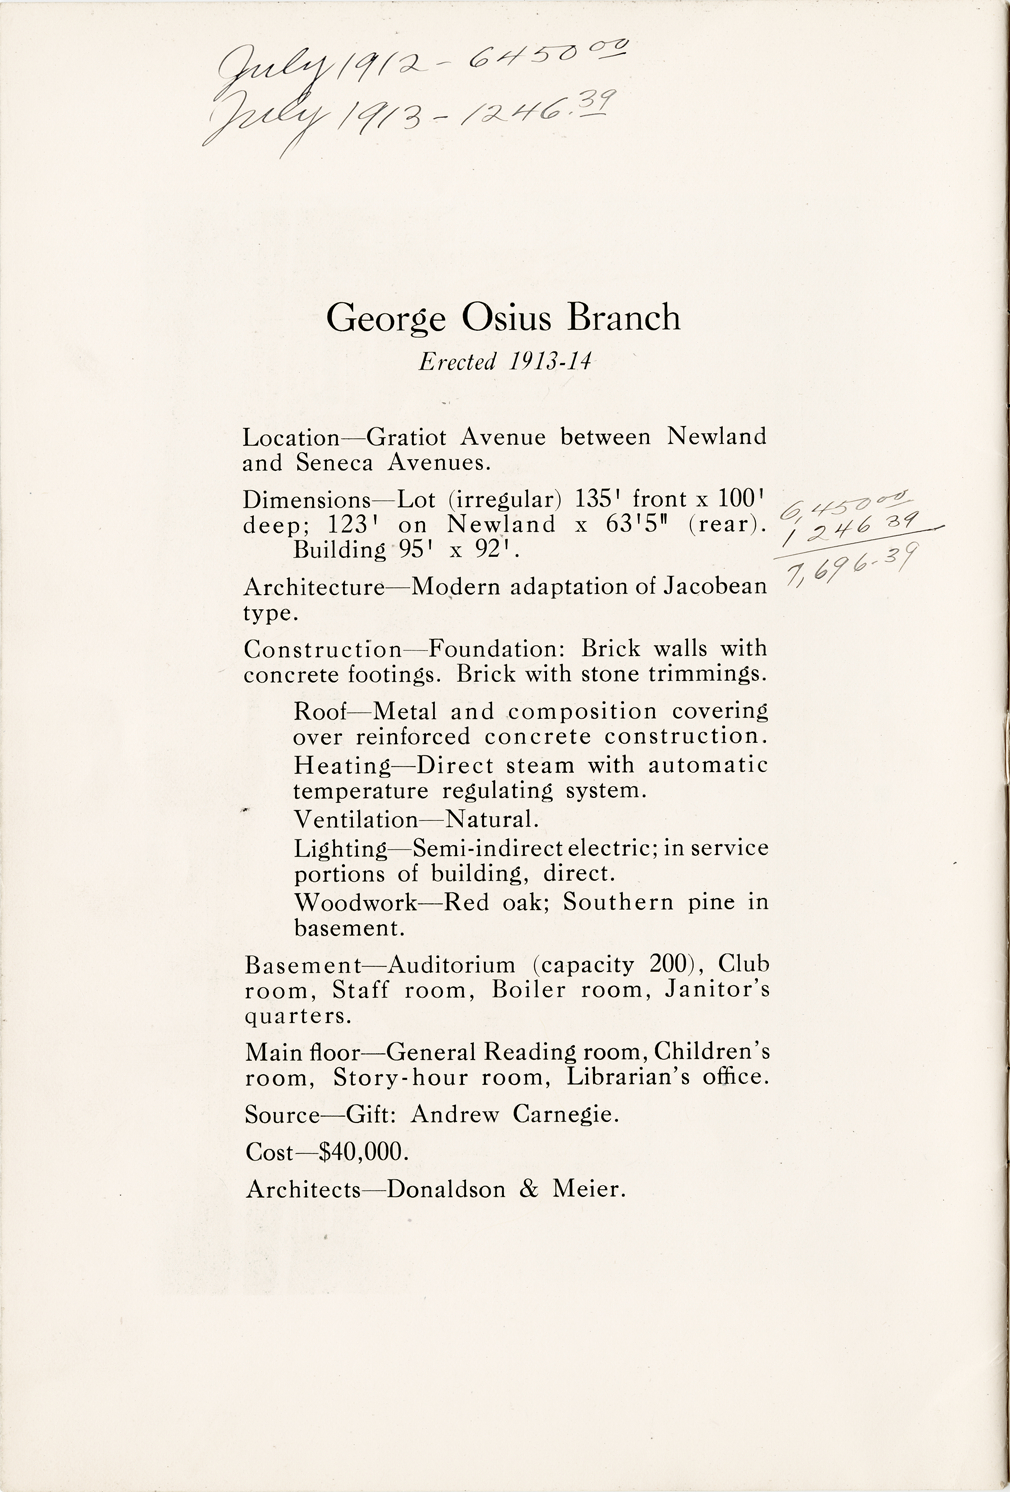 July 1912 - 6450 00
July 1913 - 1246.39
George Osius Branch
Erected 1913-14
Location—Gratiot Avenue between Newland
and Seneca Avenues.
Dimensions—Lot (irregular) 135' front x 100'
deep; 123' on Newland x 63'5" (rear).
Building 95' x 92'.
6,450 00
1 246 39
7,696.39
Architecture—Modern adaptation of Jacobean
type.
Construction—Foundation: Brick walls with
concrete footings. Brick with stone trimmings.
Roof—Metal and composition covering
over reinforced concrete construction.
Heating—Direct steam with automatic
temperature regulating system.
Ventilation—Natural.
Lighting—Semi-indirect electric; in service
portions of building, direct.
Woodwork—Red oak; Southern pine in
basement.
Basement—Auditorium (capacity 200), Club
room, Staff room, Boiler room, Janitor's
quarters.
Main floor—General Reading room, Children's
room, Story-hour room, Librarian's office.
Source—Gift: Andrew Carnegie.
Cost—$40,000.
Architects—Donaldson & Meier.